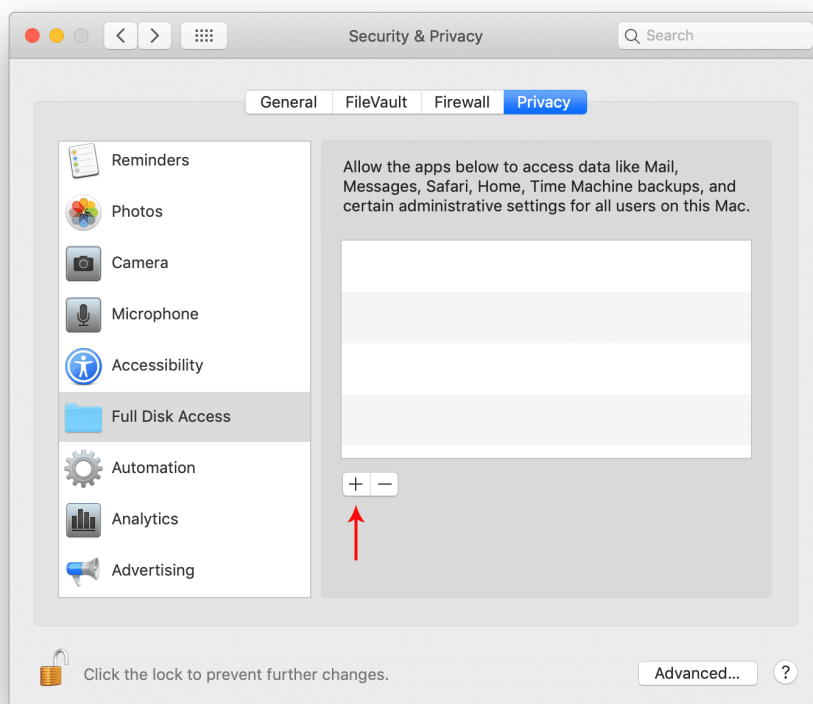 Security & Privacy
Search
General
FileVault
Firewall
Privacy
Reminders
Photos
Camera
Microphone
Accessibility
Full Disk Access
Automation
Analytics
Advertising
Allow the apps below to access data like Mail,
Messages, Safari, Home, Time Machine backups, and
certain administrative settings for all users on this Mac.
+
−
Click the lock to prevent further changes.
Advanced...
?